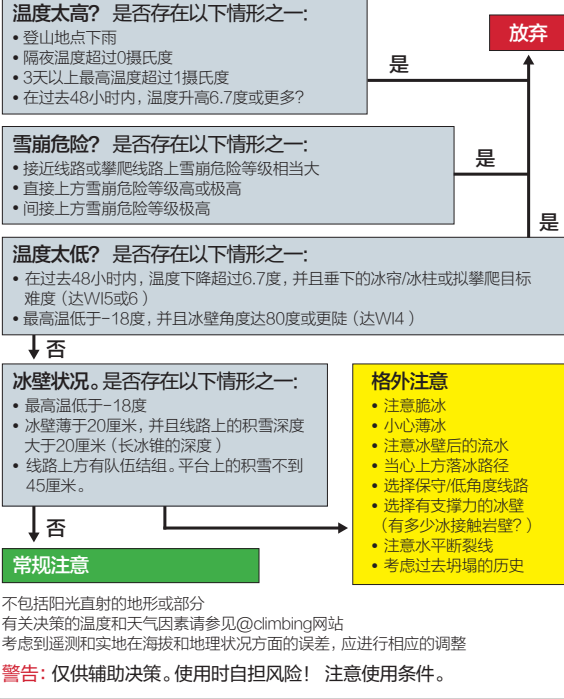 温度太高？ 是否存在以下情形之一：
• 登山地点下雨
• 隔夜温度超过0摄氏度
• 3天以上最高温度超过1摄氏度
• 在过去48小时内，温度升高6.7度或更多？
是
放弃
雪崩危险？ 是否存在以下情形之一：
• 接近线路或攀爬线路上雪崩危险等级相当大
• 直接上方雪崩危险等级高或极高
• 间接上方雪崩危险等级极高
是
是
温度太低？ 是否存在以下情形之一：
• 在过去48小时内，温度下降超过6.7度，并且垂下的冰帘/冰柱或拟攀爬目标
难度（达WI5或6）
• 最高温低于-18度，并且冰壁角度达80度或更陡（达WI4）
否
冰壁状况。是否存在以下情形之一：
• 最高温低于-18度
• 冰壁薄于20厘米，并且线路上的积雪深度
大于20厘米（长冰锥的深度）
• 线路上方有队伍结组。平台上的积雪不到
45厘米。
格外注意
• 注意脆冰
• 小心薄冰
• 注意冰壁后的流水
• 当心上方落冰路径
• 选择保守/低角度线路
• 选择有支撑力的冰壁
（有多少冰接触岩壁？）
• 注意水平断裂线
• 考虑过去坍塌的历史
否
常规注意
不包括阳光直射的地形或部分
有关决策的温度和天气因素请参见@climbing网站
考虑到遥测和实地在海拔和地理状况方面的误差，应进行相应的调整
警告：仅供辅助决策。使用时自担风险！ 注意使用条件。